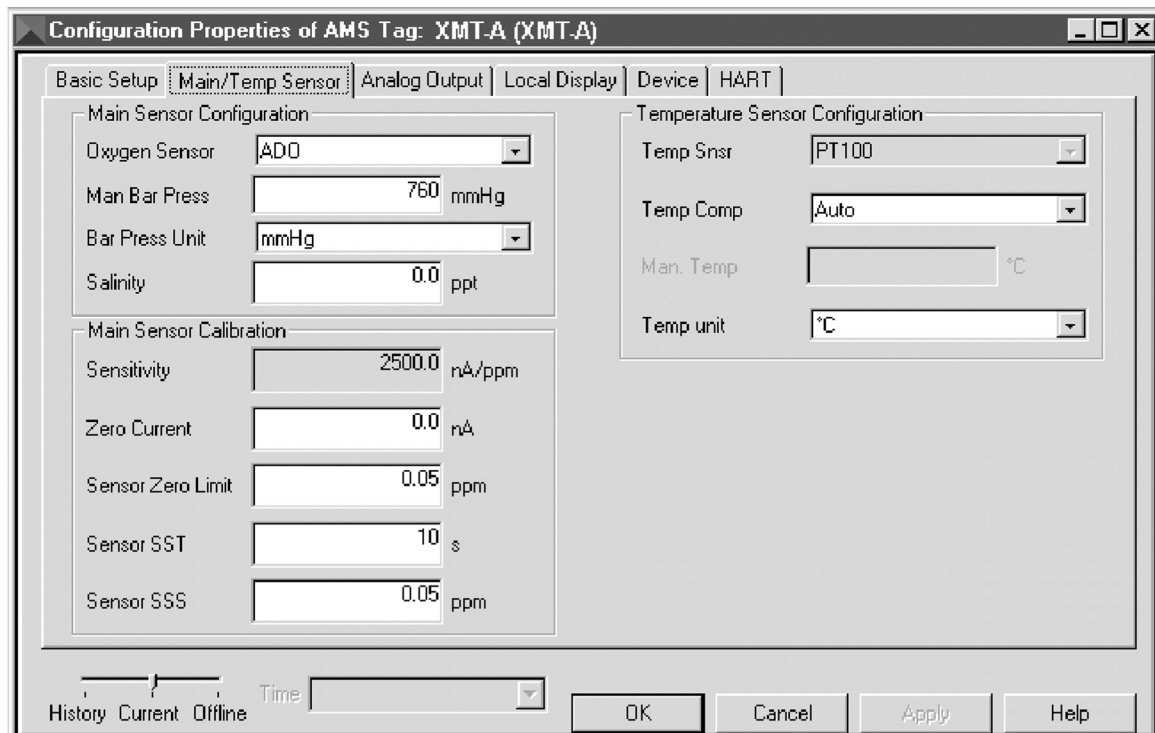 Configuration Properties of AMS Tag: XMT-A (XMT-A)
Basic Setup Main/Temp Sensor Analog Output Local Display Device HART
Main Sensor Configuration
Oxygen Sensor ADO
Man Bar Press 760 mmHg
Bar Press Unit mmHg
Salinity 0.0 ppt
Main Sensor Calibration
Sensitivity 2500.0 nA/ppm
Zero Current 0.0 nA
Sensor Zero Limit 0.05 ppm
Sensor SST 10 s
Sensor SSS 0.05 ppm
Temperature Sensor Configuration
Temp Snsr PT100
Temp Comp Auto
Man. Temp °C
Temp unit °C
History Current Offline
Time
OK Cancel Apply Help